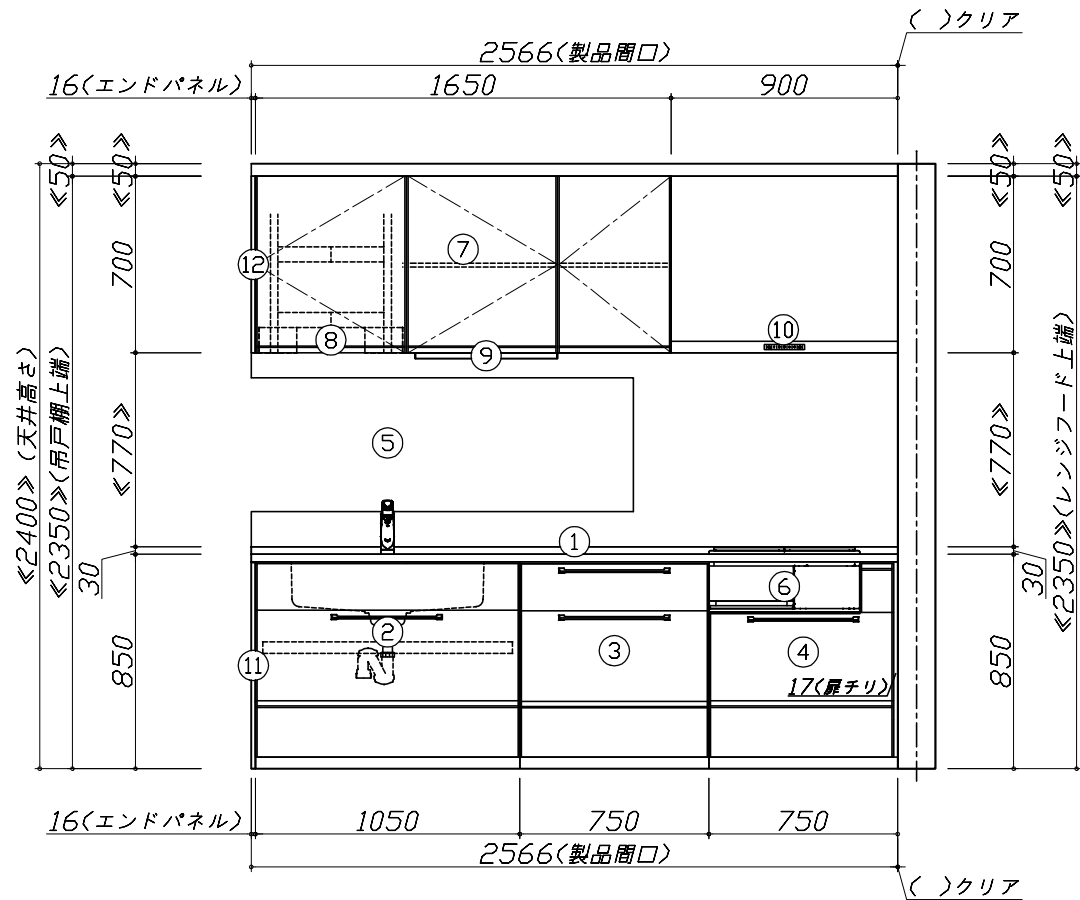 ( )クリア
2566(製品間口)
16(エンドパネル)
1650
900
≪50≫
≪50≫
≪50≫
≪50≫
700
700
⑦
⑫
⑧
⑨
⑩
≪2400≫(天井高さ)
≪2350≫(吊戸棚上端)
≪770≫
≪770≫
≪2350≫(レンジフード上端)
⑤
①
30
30
⑥
②
③
④
⑪
850
850
17(扉チリ)
16(エンドパネル)
1050
750
750
2566(製品間口)
( )クリア